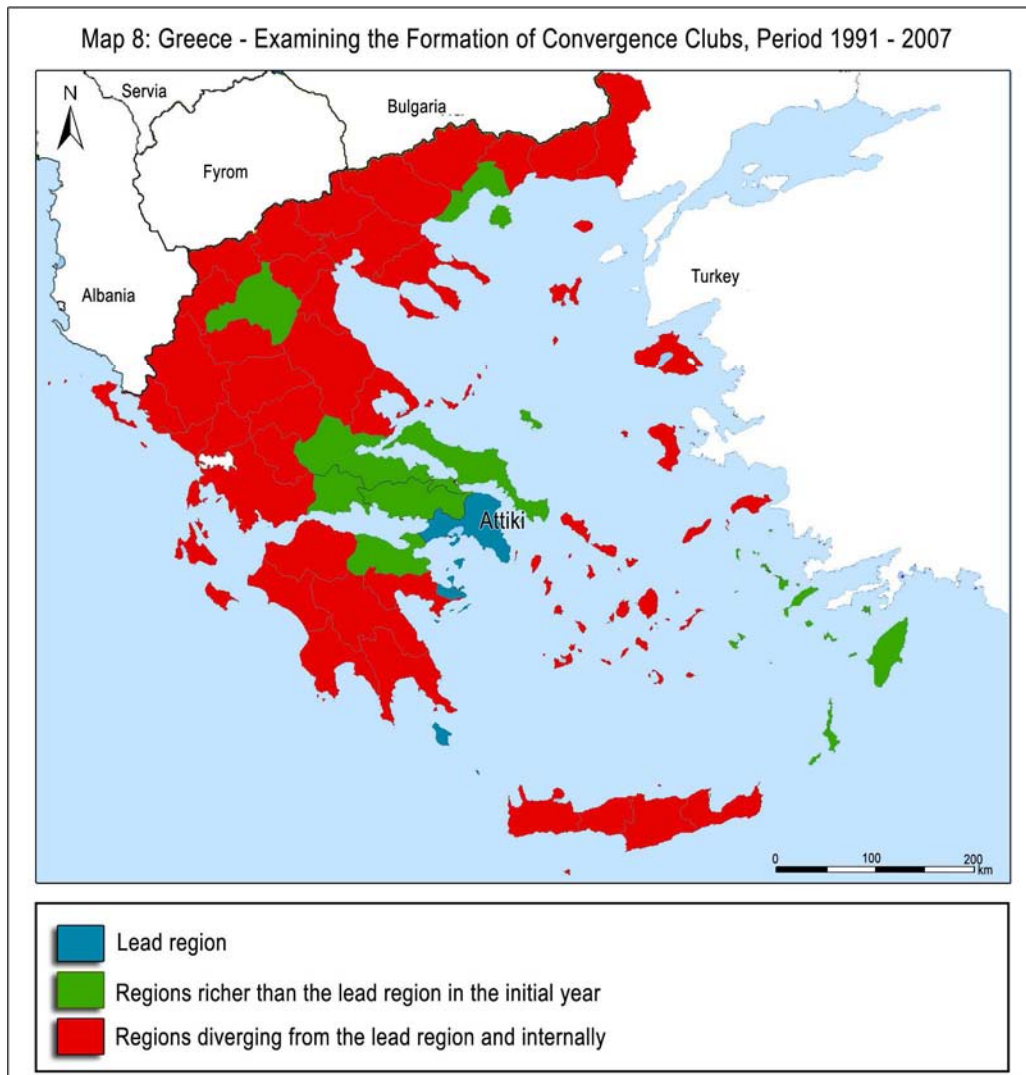 Map 8: Greece - Examining the Formation of Convergence Clubs, Period 1991 - 2007
N
Servia
Bulgaria
Fyrom
Albania
Turkey
Attiki
0 100 200
km
Lead region
Regions richer than the lead region in the initial year
Regions diverging from the lead region and internally